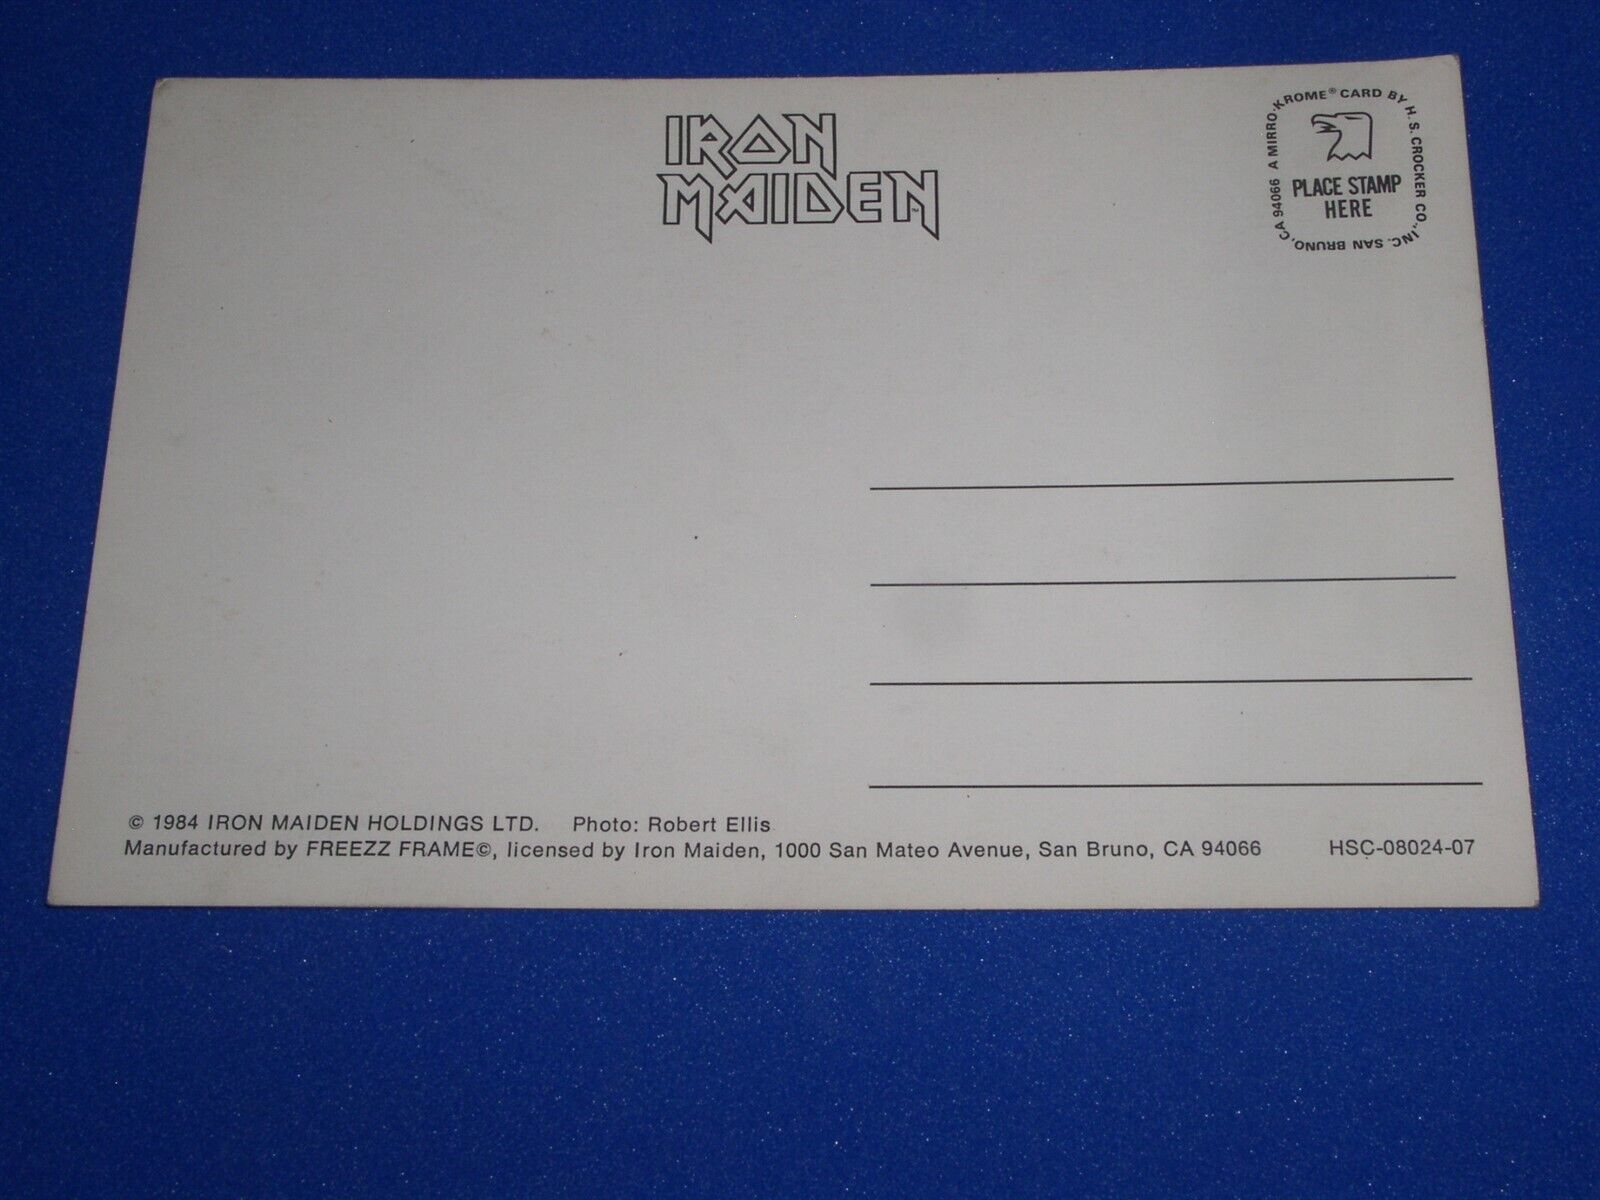 IRON
MAIDEN™
A MIRRO-KROME® CARD BY H. S. CROCKER CO., INC. SAN BRUNO, CA 94066
PLACE STAMP
HERE
© 1984 IRON MAIDEN HOLDINGS LTD. Photo: Robert Ellis
Manufactured by FREEZZ FRAME©, licensed by Iron Maiden, 1000 San Mateo Avenue, San Bruno, CA 94066 HSC-08024-07